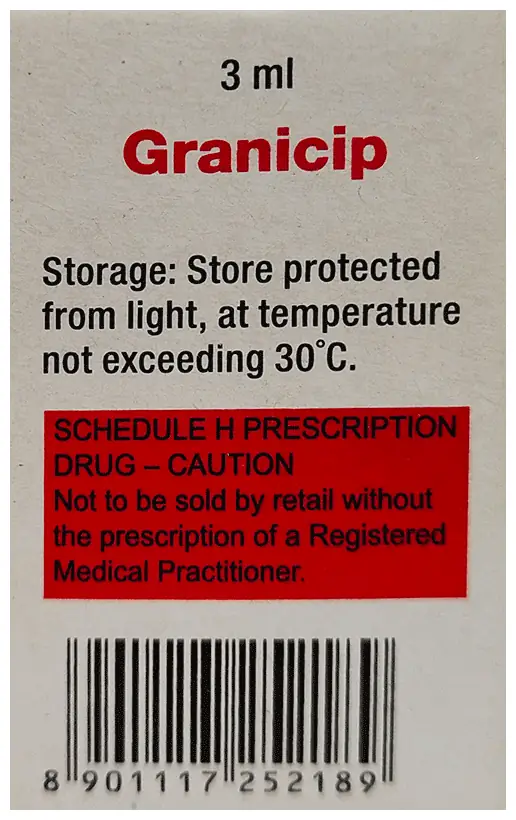 3 ml
Granicip
Storage: Store protected
from light, at temperature
not exceeding 30°C.
SCHEDULE H PRESCRIPTION
DRUG – CAUTION
Not to be sold by retail without
the prescription of a Registered
Medical Practitioner.
8 901117 252189